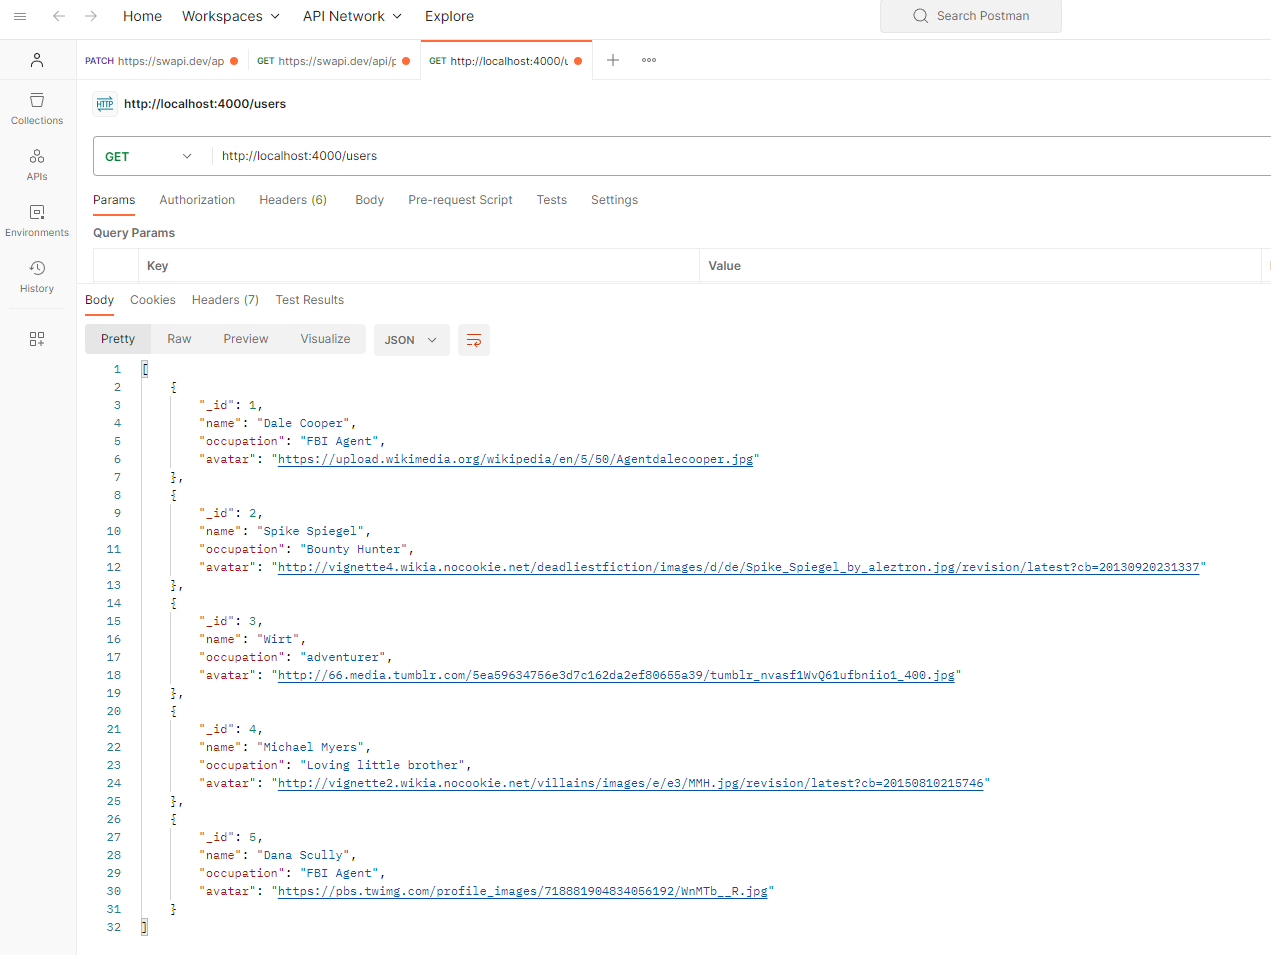 Home Workspaces API Network Explore Search Postman
PATCH https://swapi.dev/ap GET https://swapi.dev/api/p GET http://localhost:4000/u
Collections
APIs
Environments
History
HTTP http://localhost:4000/users
GET http://localhost:4000/users
Params Authorization Headers (6) Body Pre-request Script Tests Settings
Query Params
Key Value
Body Cookies Headers (7) Test Results
Pretty Raw Preview Visualize JSON
1 [
2 {
3 "_id": 1,
4 "name": "Dale Cooper",
5 "occupation": "FBI Agent",
6 "avatar": "https://upload.wikimedia.org/wikipedia/en/5/50/Agentdalecooper.jpg"
7 },
8 {
9 "_id": 2,
10 "name": "Spike Spiegel",
11 "occupation": "Bounty Hunter",
12 "avatar": "http://vignette4.wikia.nocookie.net/deadliestfiction/images/d/de/Spike_Spiegel_by_aleztron.jpg/revision/latest?cb=20130920231337"
13 },
14 {
15 "_id": 3,
16 "name": "Wirt",
17 "occupation": "adventurer",
18 "avatar": "http://66.media.tumblr.com/5ea59634756e3d7c162da2ef80655a39/tumblr_nvasf1WvQ61ufbniio1_400.jpg"
19 },
20 {
21 "_id": 4,
22 "name": "Michael Myers",
23 "occupation": "Loving little brother",
24 "avatar": "http://vignette2.wikia.nocookie.net/villains/images/e/e3/MMH.jpg/revision/latest?cb=20150810215746"
25 },
26 {
27 "_id": 5,
28 "name": "Dana Scully",
29 "occupation": "FBI Agent",
30 "avatar": "https://pbs.twimg.com/profile_images/718881904834056192/WnMTb__R.jpg"
31 }
32 ]